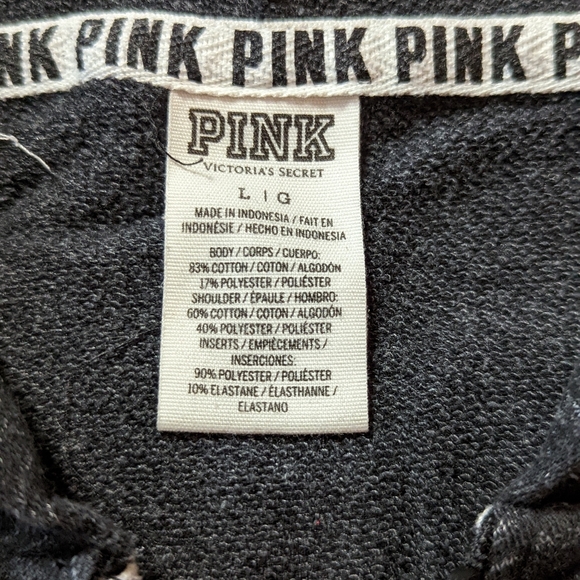 NK PINK PINK PINK P
PINK
VICTORIA'S SECRET
L | G
MADE IN INDONESIA / FAIT EN
INDONÉSIE / HECHO EN INDONESIA
BODY / CORPS / CUERPO:
83% COTTON / COTON / ALGODÓN
17% POLYESTER / POLIÉSTER
SHOULDER / ÉPAULE / HOMBRO:
60% COTTON / COTON / ALGODÓN
40% POLYESTER / POLIÉSTER
INSERTS / EMPIÈCEMENTS /
INSERCIONES:
90% POLYESTER / POLIÉSTER
10% ELASTANE / ÉLASTHANNE /
ELASTANO